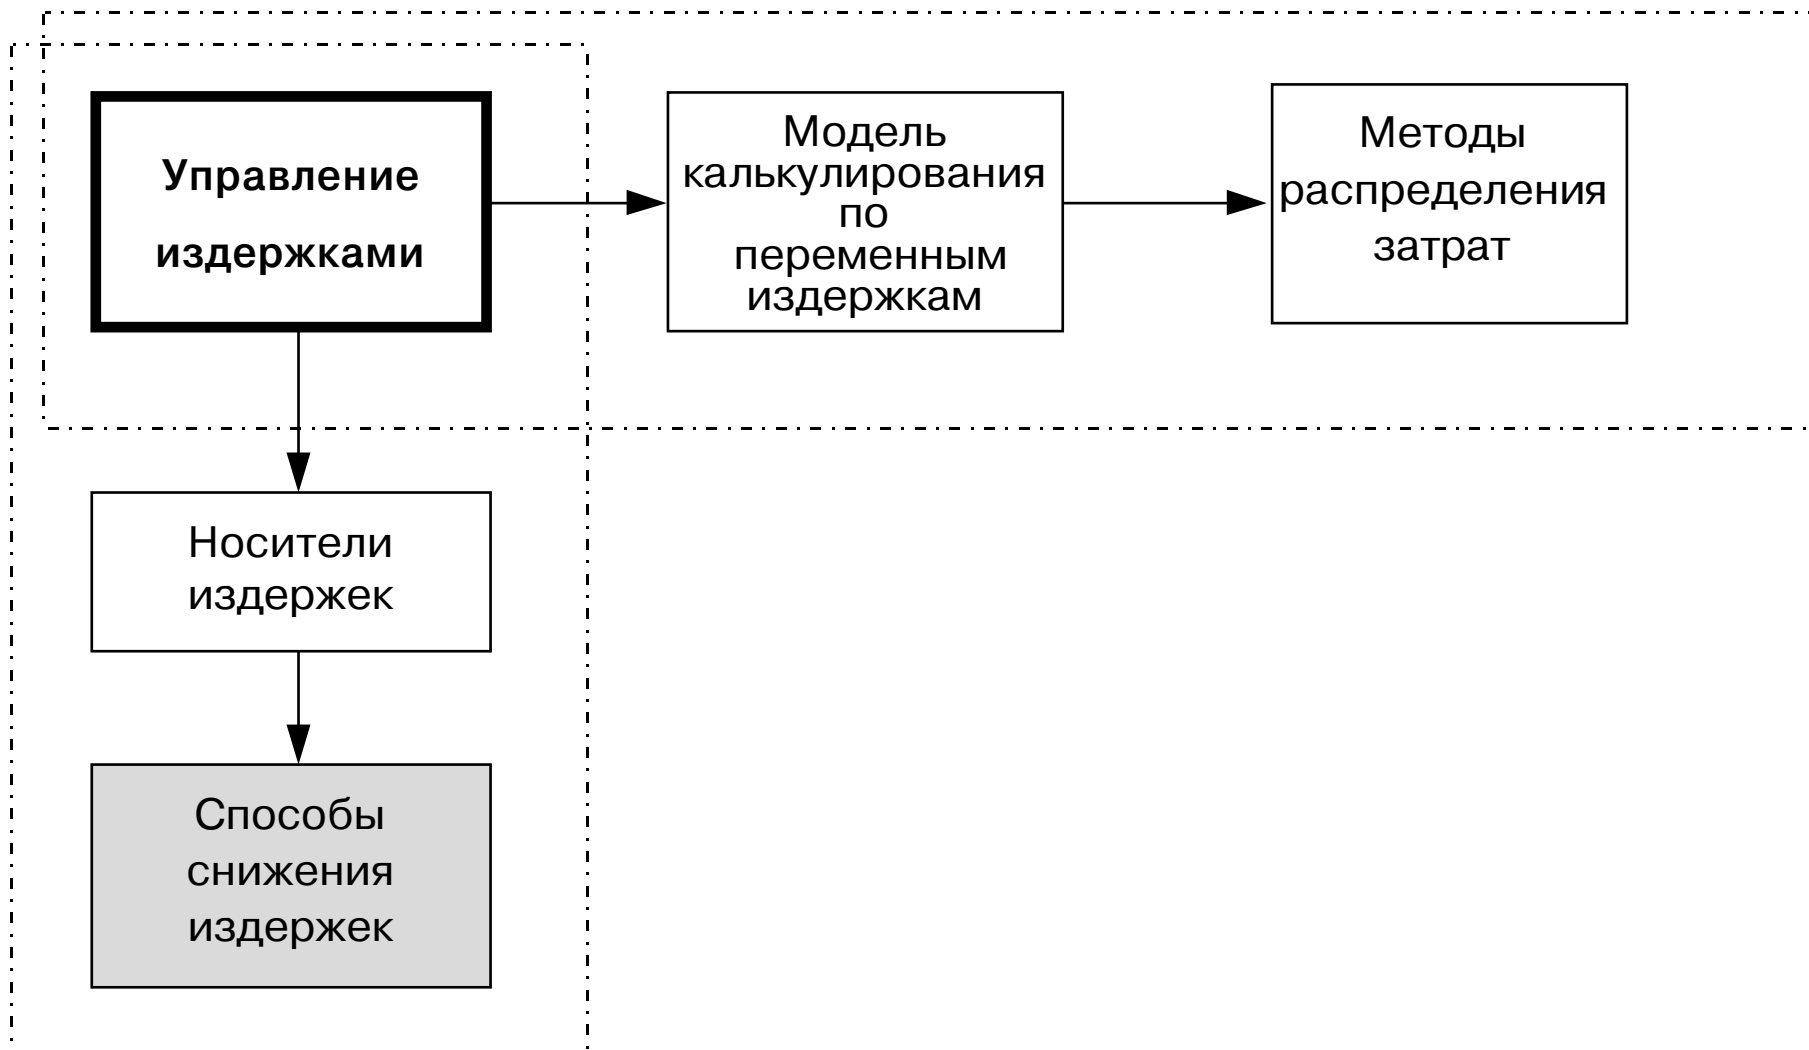 Управление
издержками
Модель
калькулирования
по
переменным
издержкам
Методы
распределения
затрат
Носители
издержек
Способы
снижения
издержек